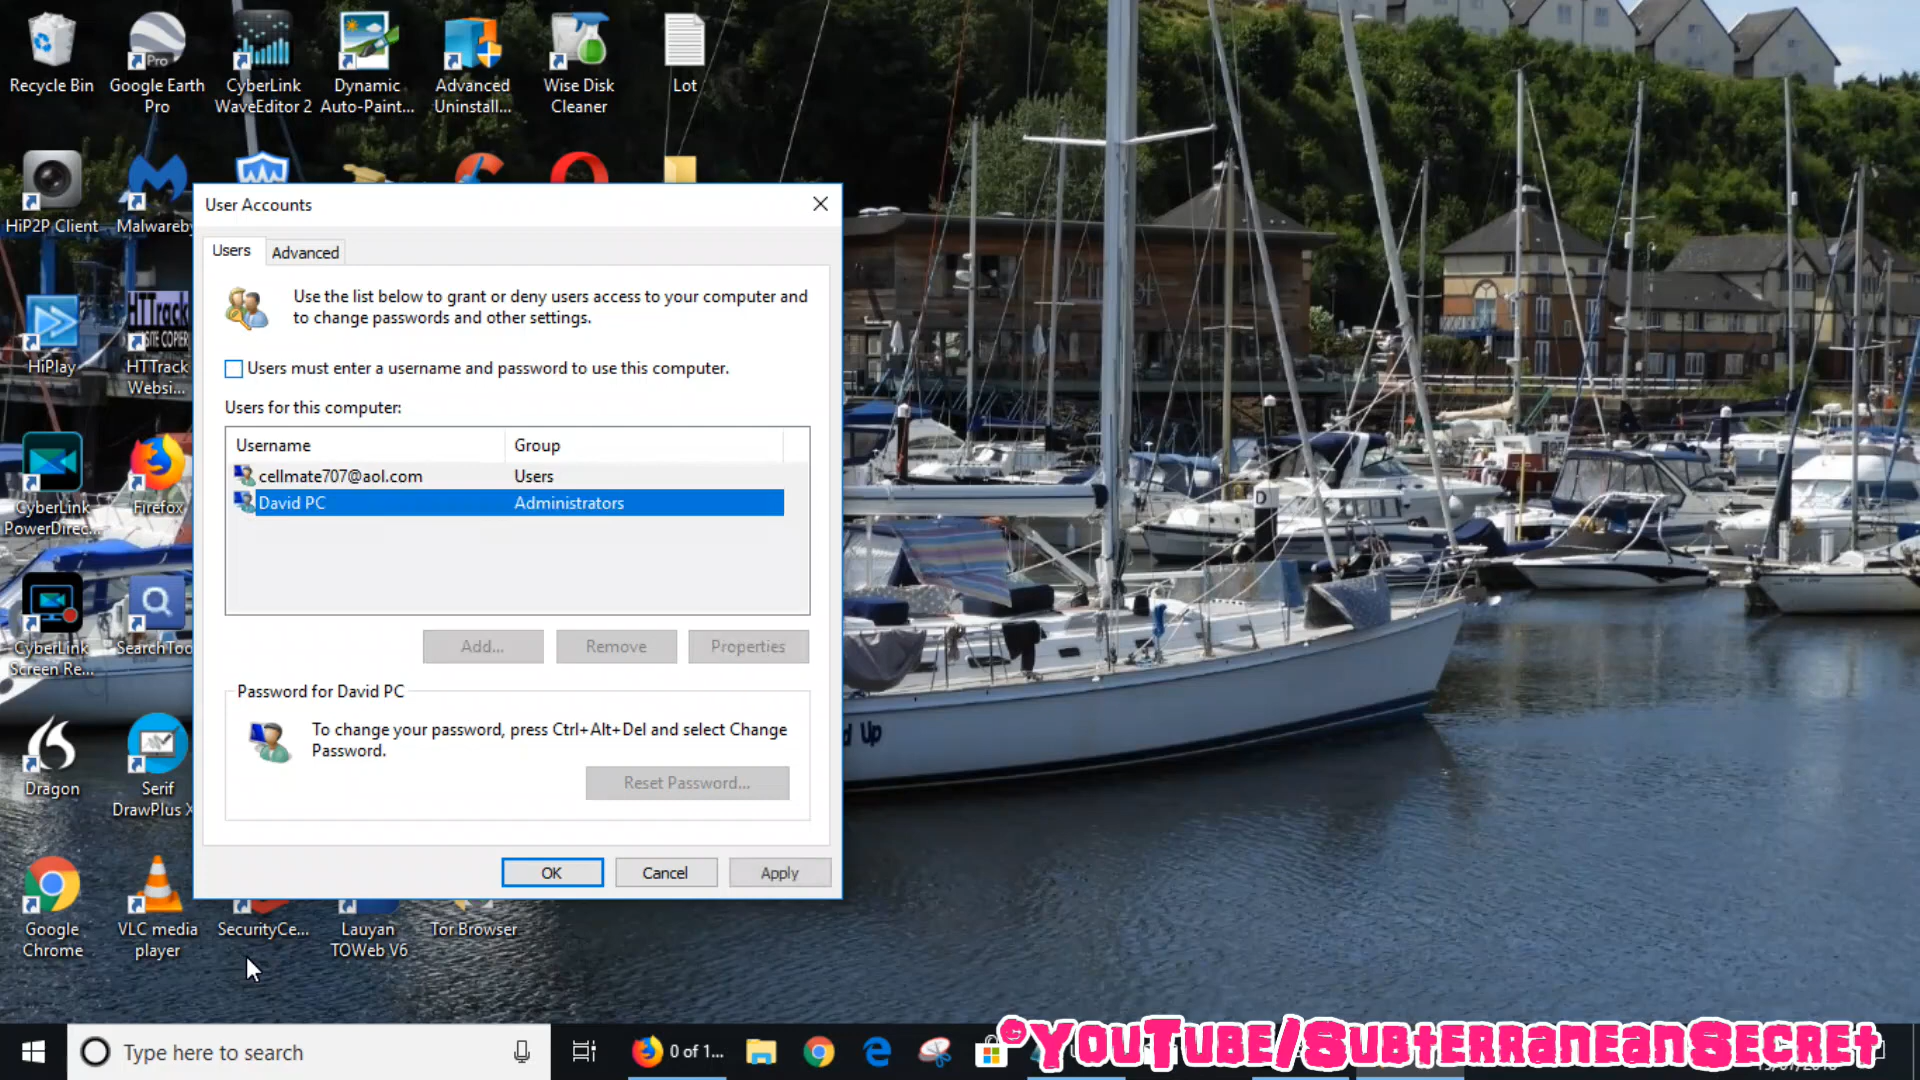 Recycle Bin
Google Earth
Pro
CyberLink
WaveEditor 2
Dynamic
Auto-Paint...
Advanced
Uninstall...
Wise Disk
Cleaner
Lot
Pro
HiP2P Client
Malwareby
User Accounts
Users
Advanced
Use the list below to grant or deny users access to your computer and
to change passwords and other settings.
Users must enter a username and password to use this computer.
Users for this computer:
Username
Group
cellmate707@aol.com
Users
David PC
Administrators
Add...
Remove
Properties
Password for David PC
To change your password, press Ctrl+Alt+Del and select Change
Password.
Reset Password...
OK
Cancel
Apply
HiPlay
HTTrack
HTTrack
Websi...
CyberLink
PowerDirec...
Firefox
CyberLink
Screen Re...
SearchToo
Dragon
Serif
DrawPlus X
Google
Chrome
VLC media
player
SecurityCe...
Lauyan
TOWeb V6
Tor Browser
D
d Up
Type here to search
0 of 1...
©YouTube/SubterraneanSecret